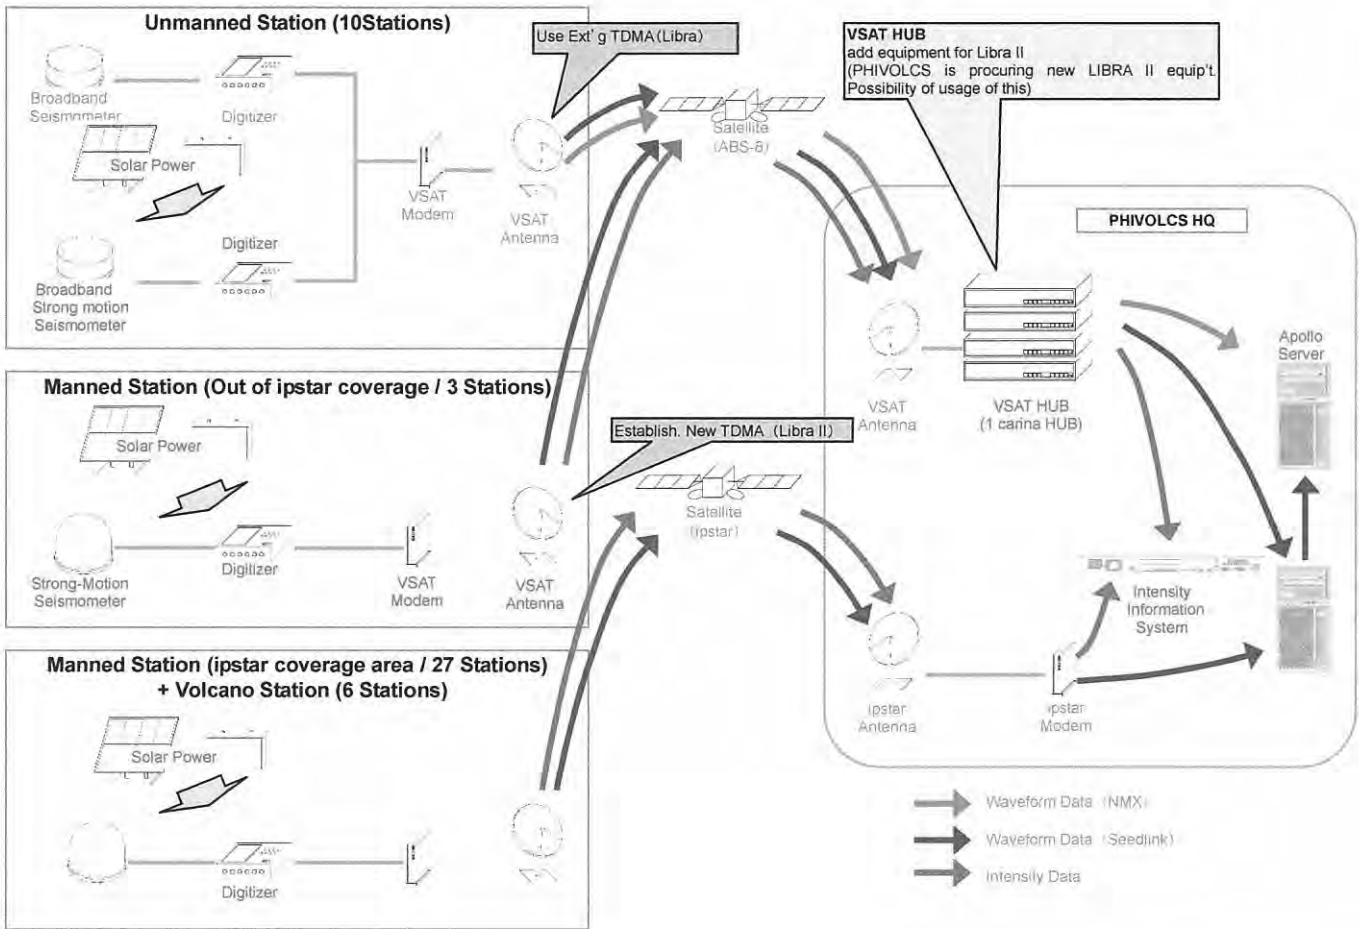 Unmanned Station (10Stations)
Broadband
Seismometer
Digitizer
Solar Power
Digitizer
Broadband
Strong motion
Seismometer
VSAT
Modem
VSAT
Antenna
Use Ext'g TDMA(Libra)
Satellite
(ABS-8)
VSAT HUB
add equipment for Libra II
(PHIVOLCS is procuring new LIBRA II equip't.
Possibility of usage of this)
PHIVOLCS HQ
VSAT
Antenna
VSAT HUB
(1 carina HUB)
Apollo
Server
Manned Station (Out of ipstar coverage / 3 Stations)
Solar Power
Strong-Motion
Seismometer
Digitizer
VSAT
Modem
VSAT
Antenna
Establish. New TDMA (Libra II)
Satellite
(ipstar)
Intensity
Information
System
ipstar
Antenna
ipstar
Modem
Manned Station (ipstar coverage area / 27 Stations)
+ Volcano Station (6 Stations)
Solar Power
Digitizer
Waveform Data (NMX)
Waveform Data (Seedlink)
Intensily Data